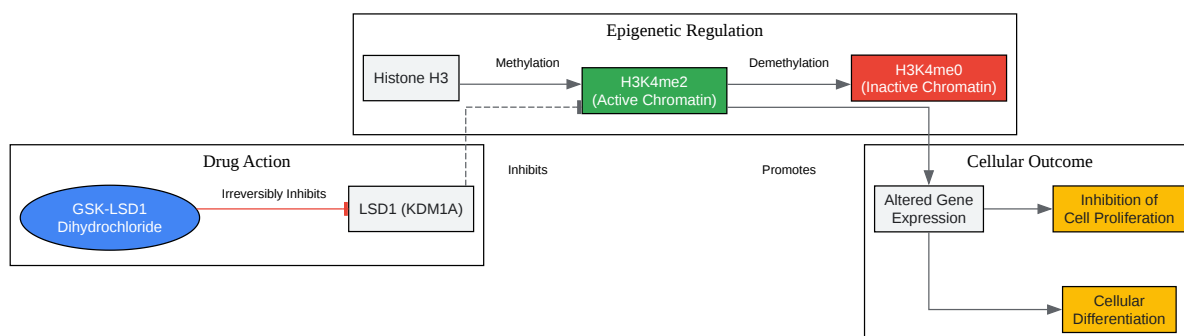 Epigenetic Regulation
Histone H3
Methylation
H3K4me2
(Active Chromatin)
Demethylation
H3K4me0
(Inactive Chromatin)
Drug Action
GSK-LSD1
Dihydrochloride
Irreversibly Inhibits
LSD1 (KDM1A)
Inhibits
Promotes
Cellular Outcome
Altered Gene
Expression
Inhibition of
Cell Proliferation
Cellular
Differentiation